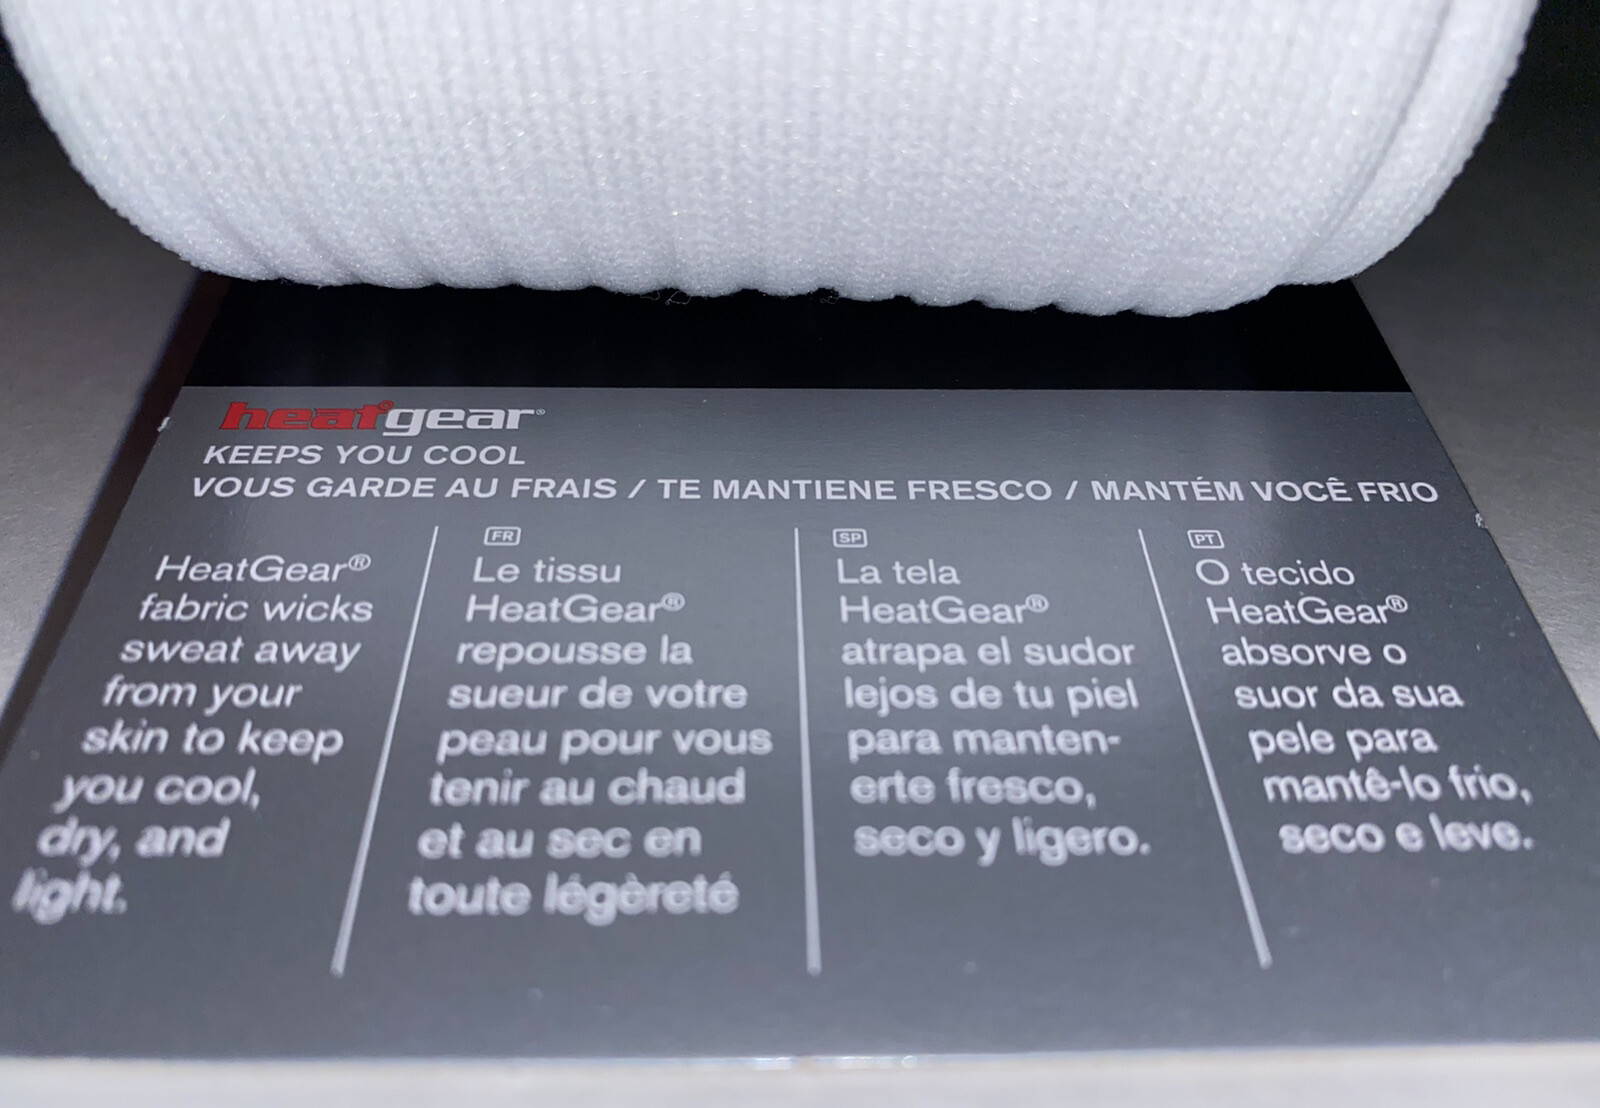 heatgear®
KEEPS YOU COOL
VOUS GARDE AU FRAIS / TE MANTIENE FRESCO / MANTÉM VOCÊ FRIO
HeatGear®
fabric wicks
sweat away
from your
skin to keep
you cool,
dry, and
light.
FR
Le tissu
HeatGear®
repousse la
sueur de votre
peau pour vous
tenir au chaud
et au sec en
toute légèreté
SP
La tela
HeatGear®
atrapa el sudor
lejos de tu piel
para manten-
erte fresco,
seco y ligero.
PT
O tecido
HeatGear®
absorve o
suor da sua
pele para
mantê-lo frio,
seco e leve.